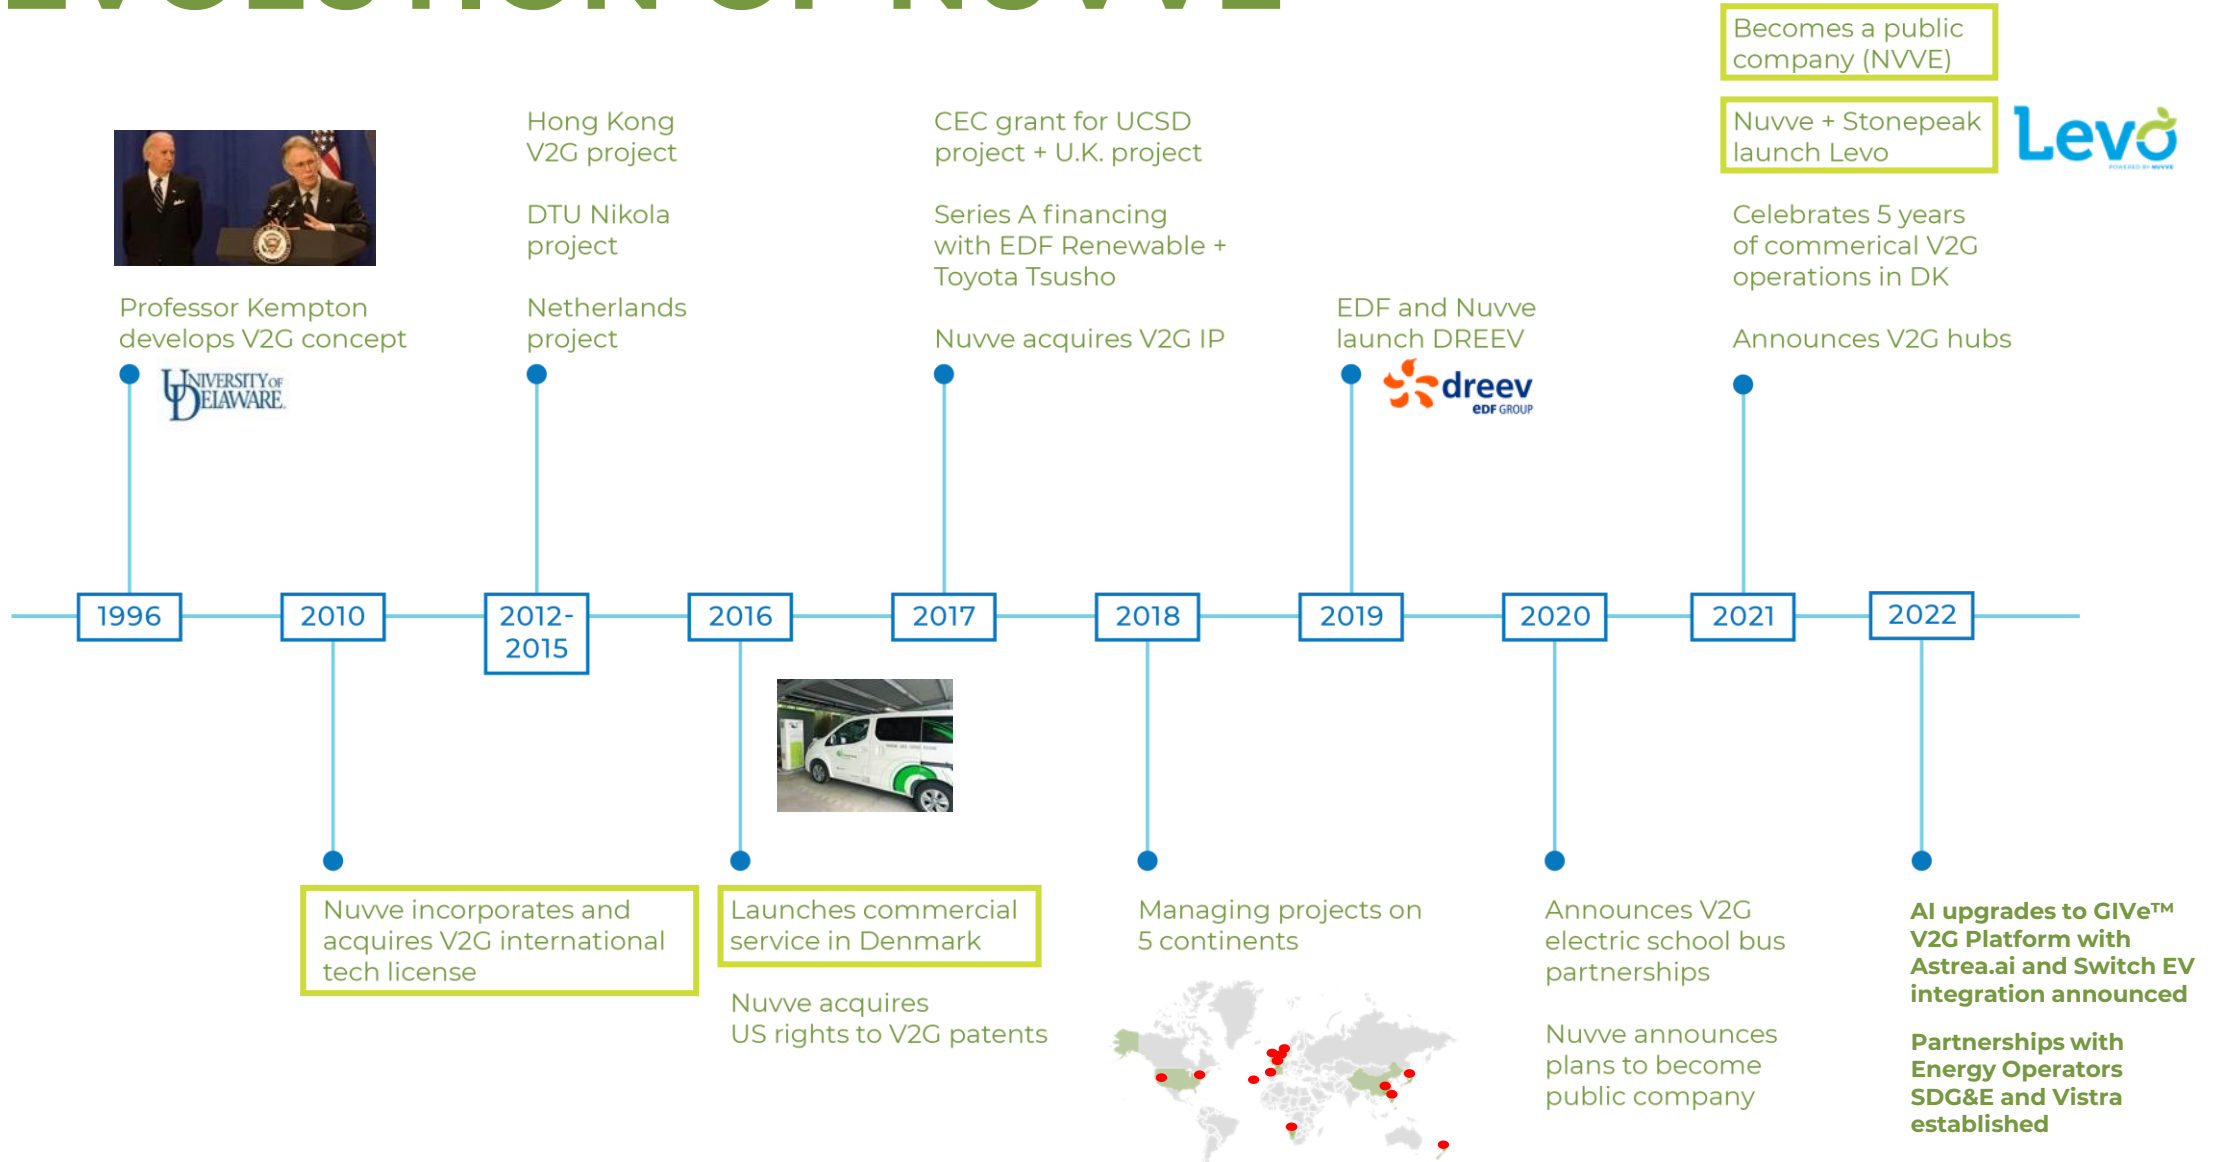 EVOLUTION OF NUVVE
Becomes a public
company (NVVE)
Nuvve + Stonepeak
launch Levo
Levo
POWERED BY NUVVE
Celebrates 5 years
of commerical V2G
operations in DK
Announces V2G hubs
Hong Kong
V2G project
DTU Nikola
project
Netherlands
project
CEC grant for UCSD
project + U.K. project
Series A financing
with EDF Renewable +
Toyota Tsusho
Nuvve acquires V2G IP
Professor Kempton
develops V2G concept
UNIVERSITY OF
DELAWARE.
EDF and Nuvve
launch DREEV
dreev
eDF GROUP
1996
2010
2012-
2015
2016
2017
2018
2019
2020
2021
2022
Nuvve incorporates and
acquires V2G international
tech license
Launches commercial
service in Denmark
Nuvve acquires
US rights to V2G patents
Managing projects on
5 continents
Announces V2G
electric school bus
partnerships
Nuvve announces
plans to become
public company
AI upgrades to GIVe™
V2G Platform with
Astrea.ai and Switch EV
integration announced
Partnerships with
Energy Operators
SDG&E and Vistra
established